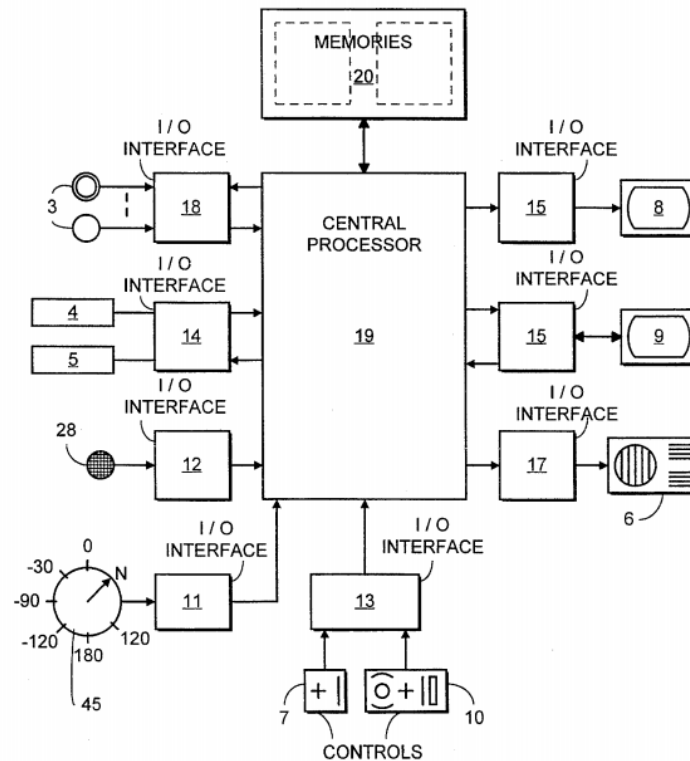 MEMORIES
20
I / O
INTERFACE
I / O
INTERFACE
3
18
CENTRAL
PROCESSOR
15
8
I / O
INTERFACE
I / O
INTERFACE
4
5
14
19
15
9
I / O
INTERFACE
I / O
INTERFACE
28
12
17
6
I / O
INTERFACE
I / O
INTERFACE
0
-30
N
-90
-120
180
120
45
11
13
7
10
CONTROLS